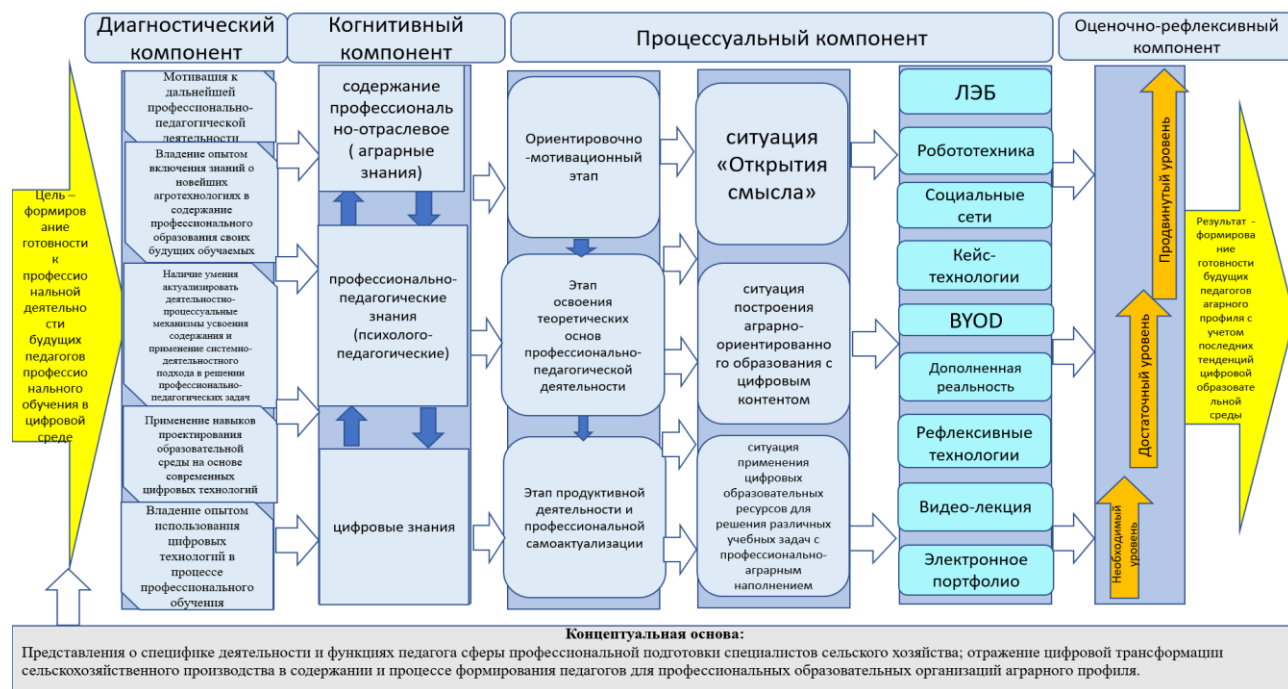 Диагностический
компонент
Когнитивный
компонент
Процессуальный компонент
Оценочно-рефлексивный
компонент
Цель –
формиров
ание
готовности
к
профессио
нальной
деятельно
сти
будущих
педагогов
професси
онального
обучения в
цифровой
среде
Мотивация к
дальнейшей
профессионально-
педагогической
деятельности
Владение опытом
включения знаний о
новейших
агротехнологиях в
содержание
профессионального
образования своих
будущих обучаемых
Наличие умения
актуализировать
деятельностно-
процессуальные
механизмы усвоения
содержания и
применение системно-
деятельностного
подхода в решении
профессионально-
педагогических задач
Применение навыков
проектирования
образовательной
среды на основе
современных
цифровых технологий
Владение опытом
использования
цифровых
технологий в
процессе
профессионального
обучения
содержание
профессиональ
но-отраслевое
( аграрные
знания)
профессионально-
педагогические
знания
(психолого-
педагогические)
цифровые знания
Ориентировочно
-мотивационный
этап
Этап
освоения
теоретических
основ
профессионально-
педагогической
деятельности
Этап продуктивной
деятельности и
профессиональной
самоактуализации
ситуация
«Открытия
смысла»
ситуация
построения
аграрно-
ориентированно
го образования с
цифровым
контентом
ситуация
применения
цифровых
образовательных
ресурсов для
решения различных
учебных задач с
профессионально-
аграрным
наполнением
ЛЭБ
Робототехника
Социальные
сети
Кейс-
технологии
BYOD
Дополненная
реальность
Рефлексивные
технологии
Видео-лекция
Электронное
портфолио
Продвинутый уровень
Достаточный уровень
Необходимый
уровень
Результат -
формирова
ние
готовности
будущих
педагогов
агарного
профиля с
учетом
последних
тенденций
цифровой
образовате
льной
среды
Концептуальная основа:
Представления о специфике деятельности и функциях педагога сферы профессиональной подготовки специалистов сельского хозяйства; отражение цифровой трансформации
сельскохозяйственного производства в содержании и процессе формирования педагогов для профессиональных образовательных организаций аграрного профиля.